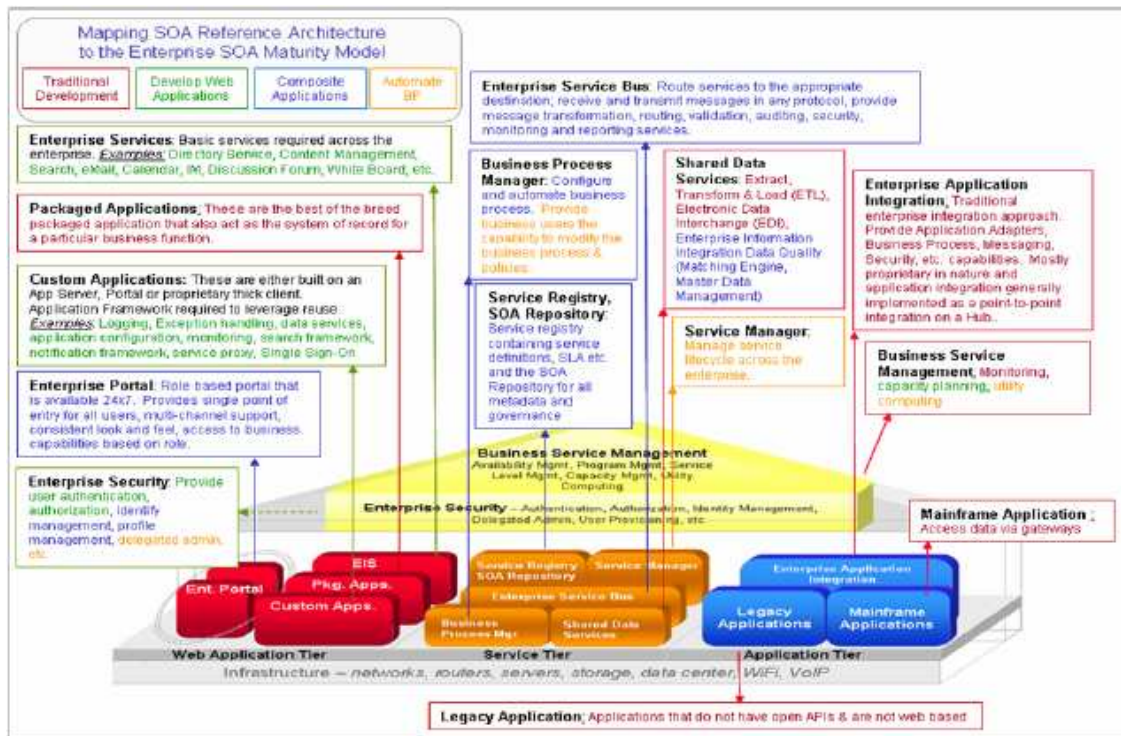 Mapping SOA Reference Architecture
to the Enterprise SOA Maturity Model
Traditional
Development
Develop Web
Applications
Composite
Applications
Automate
BP
Enterprise Services: Basic services required across the
enterprise. Examples: Directory Service, Content Management,
Search, eMail, Calendar, IM, Discussion Forum, White Board, etc.
Packaged Applications; These are the best of the breed
packaged application that also act as the system of record for
a particular business function.
Custom Applications: These are either built on an
App Server, Portal or proprietary thick client.
Application Framework required to leverage reuse.
Examples: Logging, Exception handling, data services,
application configuration, monitoring, search framework,
notification framework, service proxy, Single Sign-On
Enterprise Portal: Role based portal that
is available 24x7. Provides single point of
entry for all users, multi-channel support,
consistent look and feel, access to business
capabilities based on role.
Enterprise Security: Provide
user authentication,
authorization, identify
management, profile
management, delegated admin,
etc.
Enterprise Service Bus: Route services to the appropriate
destination; receive and transmit messages in any protocol, provide
message transformation, routing, validation, auditing, security,
monitoring and reporting services.
Business Process
Manager: Configure
and automate business
process. Provide
business users the
capability to modify the
business process &
policies.
Shared Data
Services: Extract,
Transform & Load (ETL),
Electronic Data
Interchange (EDI),
Enterprise Information
Integration Data Quality
(Matching Engine,
Master Data
Management)
Enterprise Application
Integration; Traditional
enterprise integration approach.
Provide Application Adapters,
Business Process, Messaging,
Security, etc. capabilities. Mostly
proprietary in nature and
application integration generally
implemented as a point-to-point
integration on a Hub..
Service Registry,
SOA Repository:
Service registry
containing service
definitions, SLA etc.
and the SOA
Repository for all
metadata and
governance
Service Manager:
Manage service
lifecycle across the
enterprise..
Business Service
Management; Monitoring,
capacity planning, utility
computing
Business Service Management
Availability Mgmt, Program Mgmt, Service
Level Mgmt, Capacity Mgmt, Utility
Computing
Enterprise Security – Authentication, Authorization, Identity Management,
Delegated Admin, User Provisioning, etc
Mainframe Application ;
Access data via gateways
EIS
Ent. Portal
Pkg. Apps.
Custom Apps.
Service Registry
SOA Repository
Service Manager
Enterprise Service Bus
Business
Process Mgr
Shared Data
Services
Enterprise Application
Integration
Legacy
Applications
Mainframe
Applications
Web Application Tier
Service Tier
Application Tier
Infrastructure – networks, routers, servers, storage, data center, WiFi, VoIP
Legacy Application; Applications that do not have open APIs & are not web based